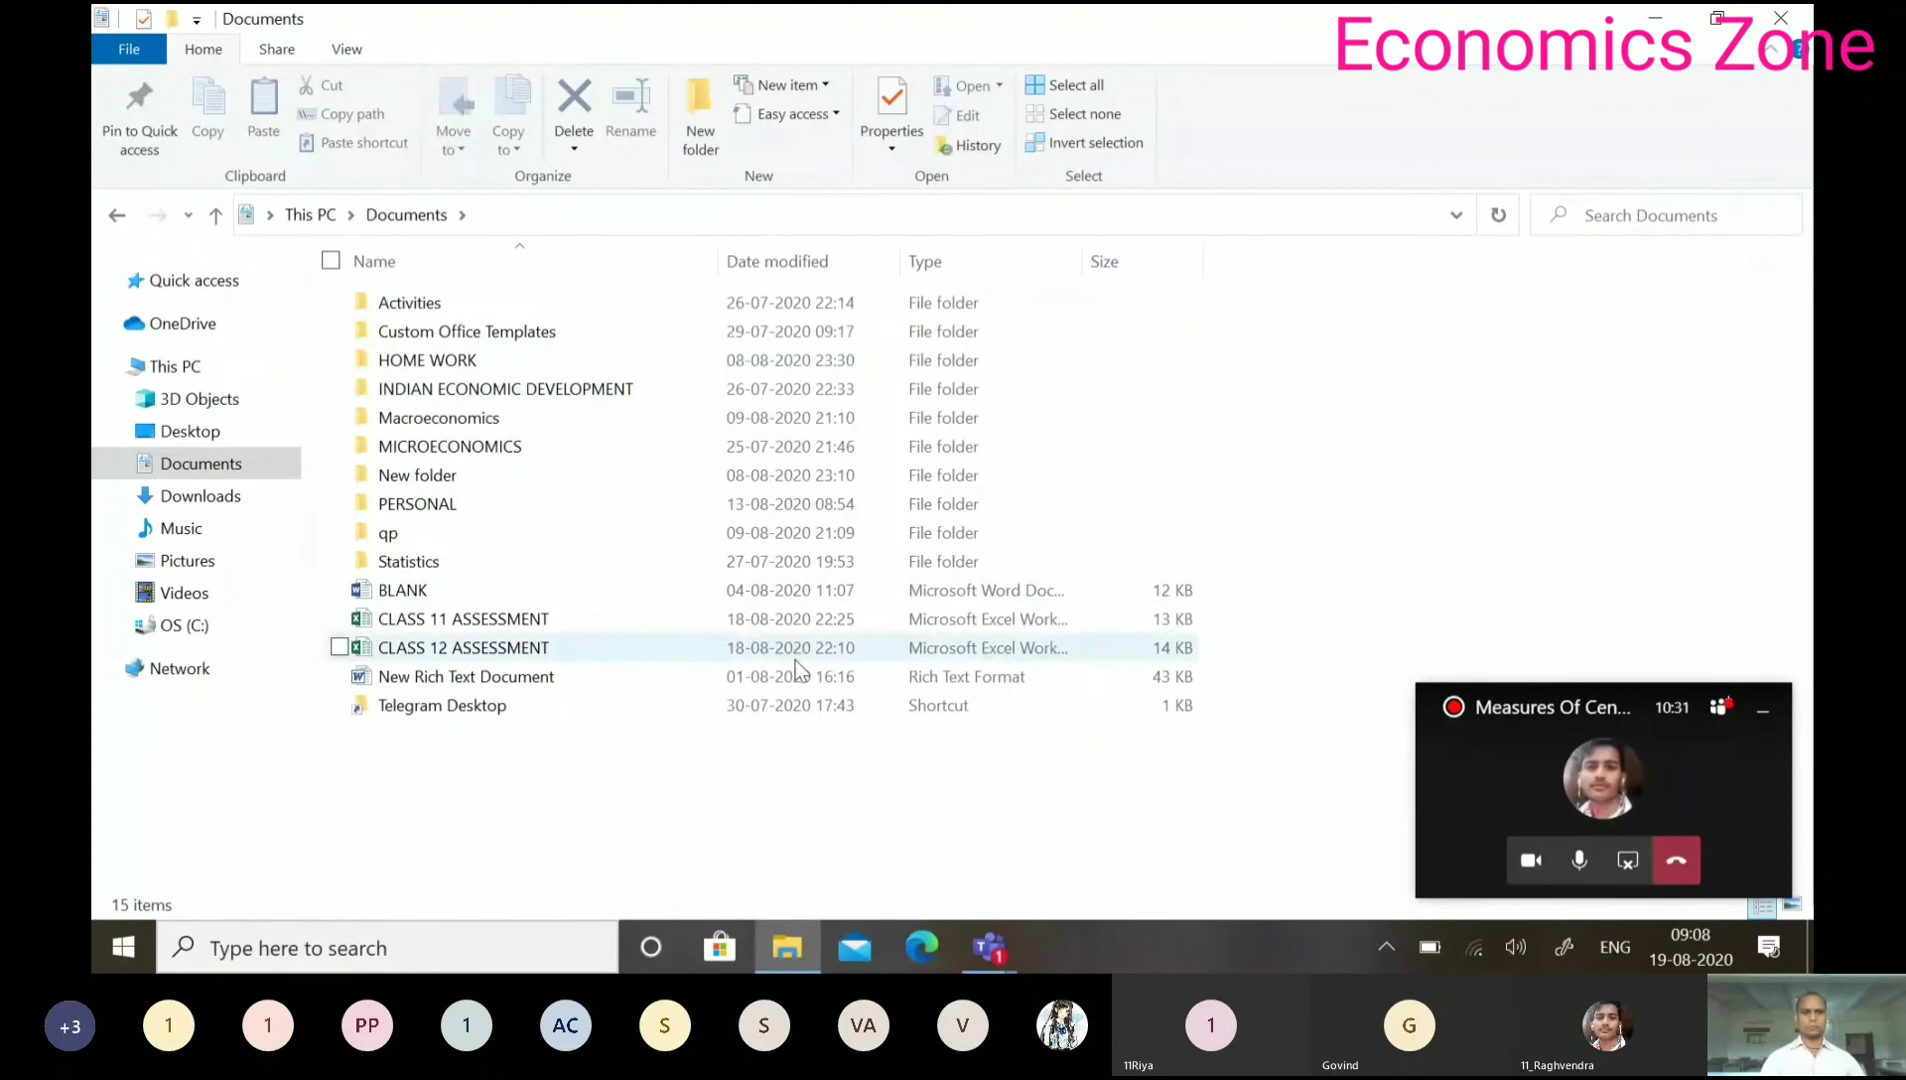 Documents
Economics Zone
File Home Share View
Pin to Quick access
Copy
Paste
Cut
Copy path
Paste shortcut
Clipboard
Move to
Copy to
Delete
Rename
Organize
New folder
New item
Easy access
New
Properties
Open
Edit
History
Open
Select all
Select none
Invert selection
Select
This PC > Documents >
Search Documents
Quick access
OneDrive
This PC
3D Objects
Desktop
Documents
Downloads
Music
Pictures
Videos
OS (C:)
Network
Name Date modified Type Size
Activities 26-07-2020 22:14 File folder
Custom Office Templates 29-07-2020 09:17 File folder
HOME WORK 08-08-2020 23:30 File folder
INDIAN ECONOMIC DEVELOPMENT 26-07-2020 22:33 File folder
Macroeconomics 09-08-2020 21:10 File folder
MICROECONOMICS 25-07-2020 21:46 File folder
New folder 08-08-2020 23:10 File folder
PERSONAL 13-08-2020 08:54 File folder
qp 09-08-2020 21:09 File folder
Statistics 27-07-2020 19:53 File folder
BLANK 04-08-2020 11:07 Microsoft Word Doc... 12 KB
CLASS 11 ASSESSMENT 18-08-2020 22:25 Microsoft Excel Work... 13 KB
CLASS 12 ASSESSMENT 18-08-2020 22:10 Microsoft Excel Work... 14 KB
New Rich Text Document 01-08-2020 16:16 Rich Text Format 43 KB
Telegram Desktop 30-07-2020 17:43 Shortcut 1 KB
Measures Of Cen... 10:31
15 items
Type here to search
1
ENG
09:08
19-08-2020
+3 1 1 PP 1 AC S S VA V 1 G
11Riya Govind 11_Raghvendra